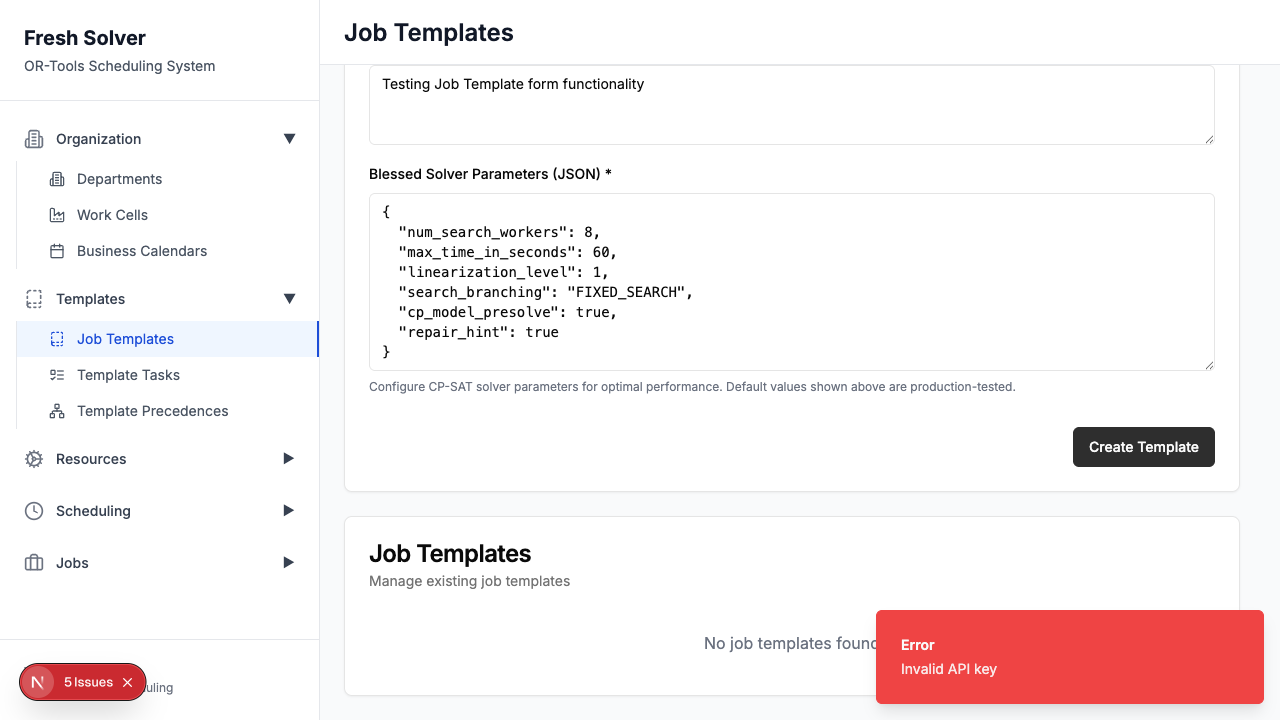 Fresh Solver
OR-Tools Scheduling System
Organization
Departments
Work Cells
Business Calendars
Templates
Job Templates
Template Tasks
Template Precedences
Resources
Scheduling
Jobs
N
5 Issues
uling
Job Templates
Testing Job Template form functionality
Blessed Solver Parameters (JSON) *
{
"num_search_workers": 8,
"max_time_in_seconds": 60,
"linearization_level": 1,
"search_branching": "FIXED_SEARCH",
"cp_model_presolve": true,
"repair_hint": true
}
Configure CP-SAT solver parameters for optimal performance. Default values shown above are production-tested.
Create Template
Job Templates
Manage existing job templates
No job templates found
Error
Invalid API key